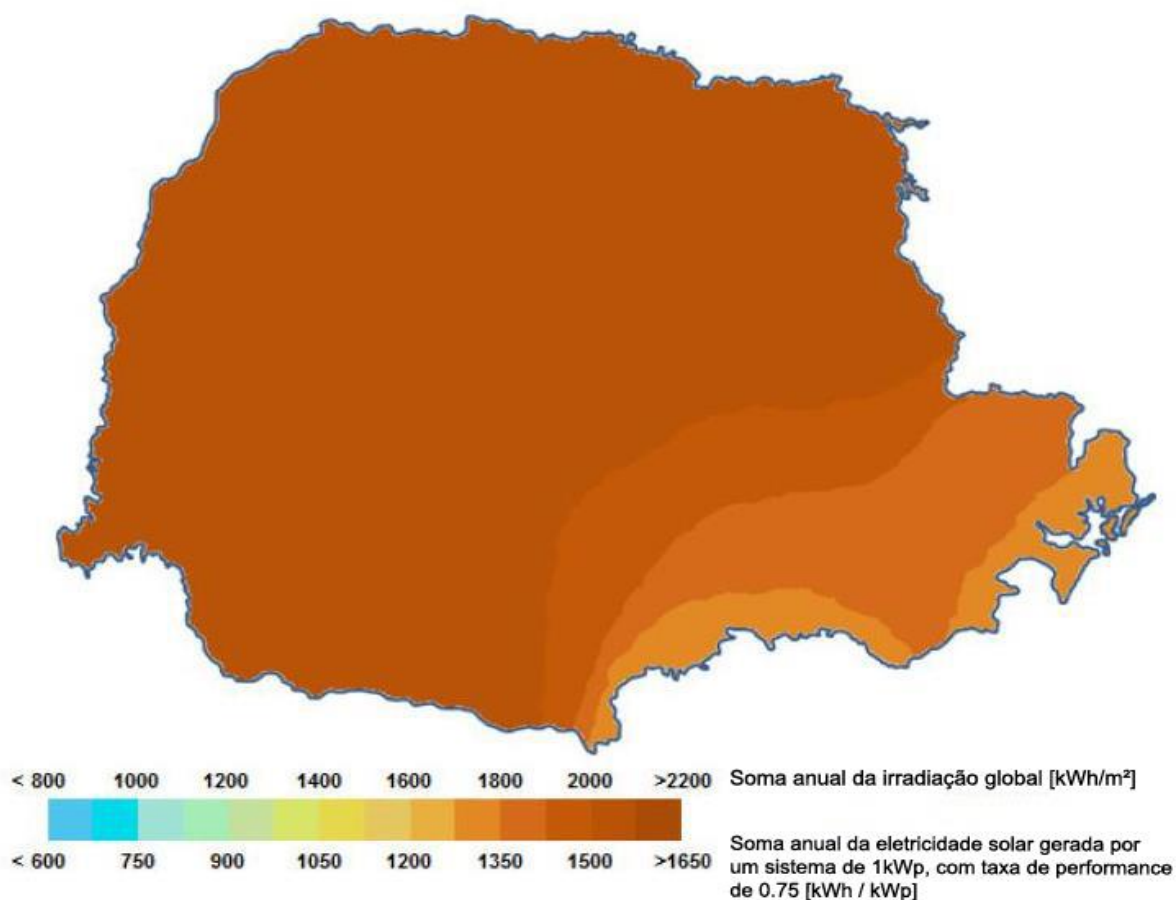 < 800 1000 1200 1400 1600 1800 2000 >2200 Soma anual da irradiação global [kWh/m²]
< 600 750 900 1050 1200 1350 1500 >1650
Soma anual da eletricidade solar gerada por
um sistema de 1kWp, com taxa de performance
de 0.75 [kWh / kWp]